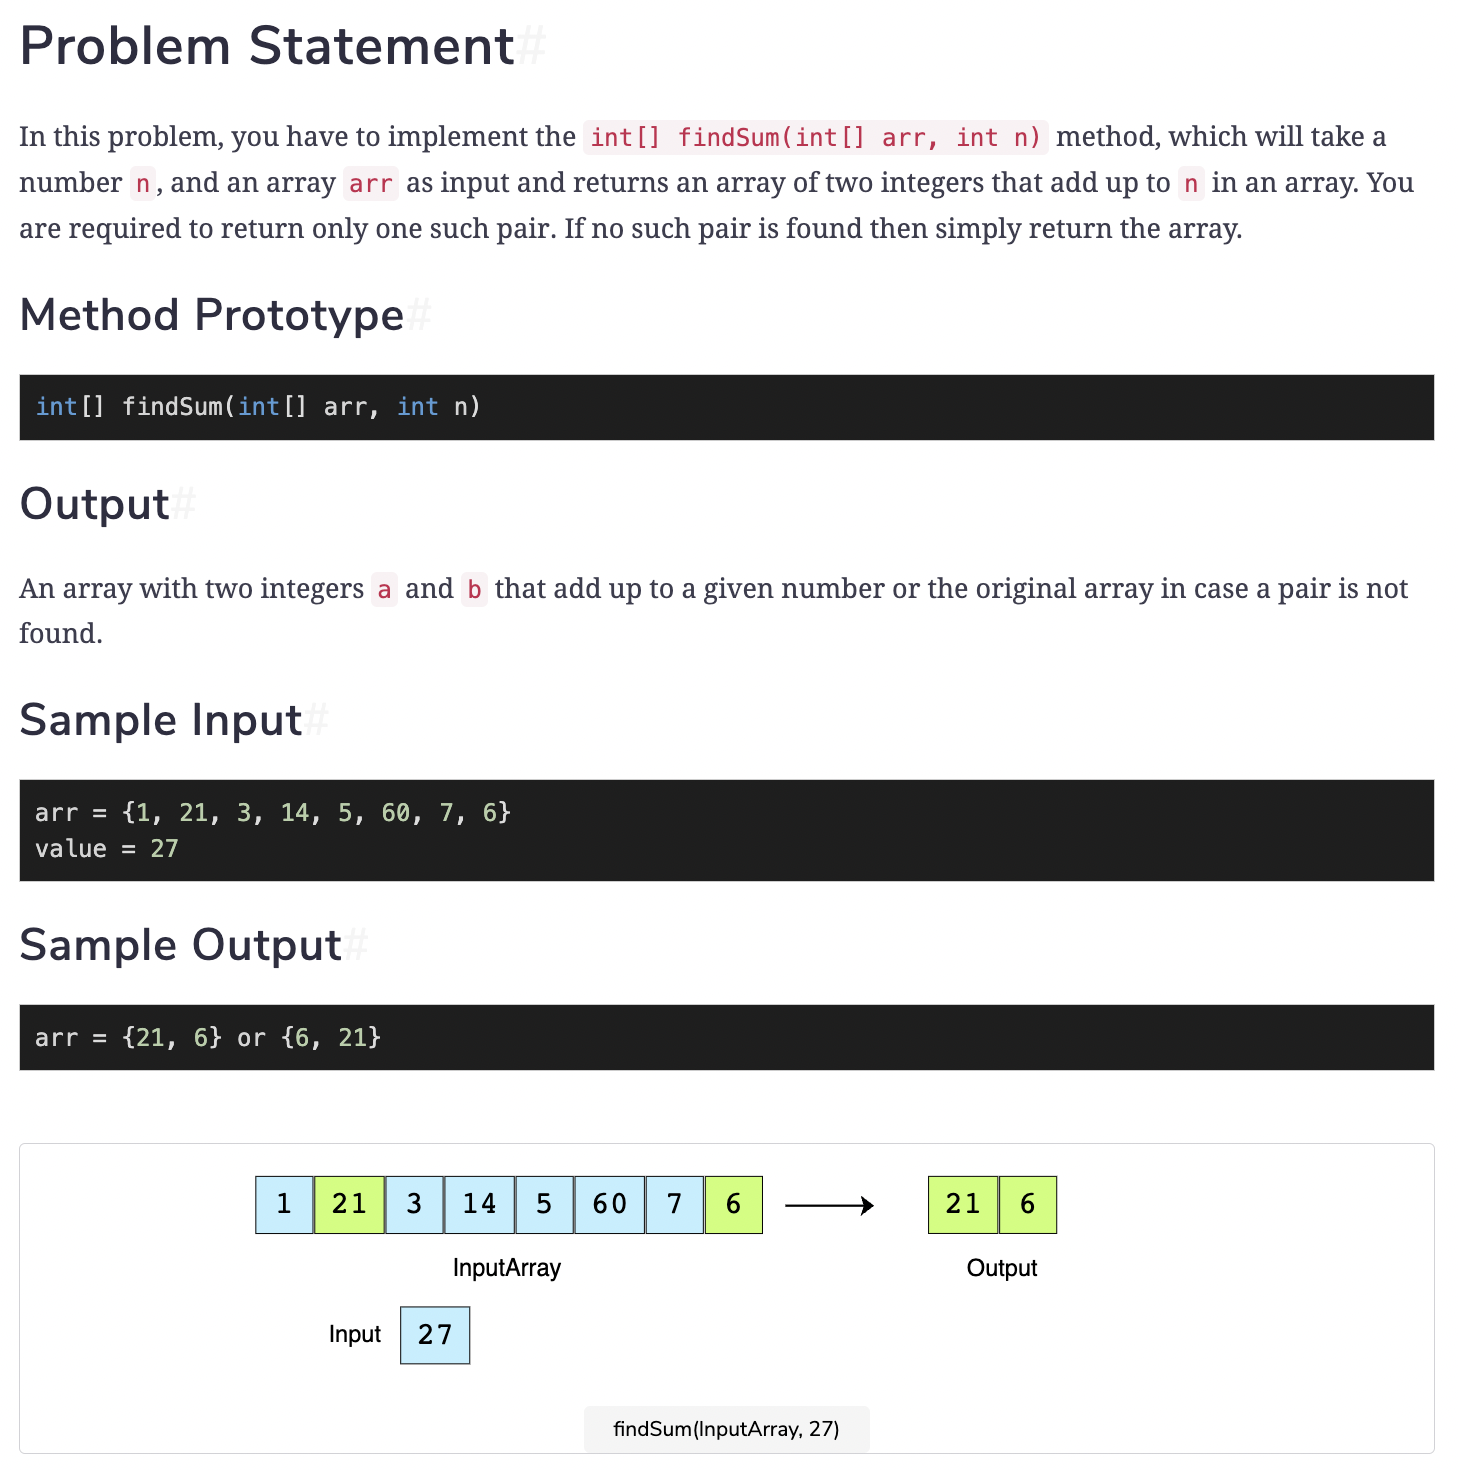 Problem Statement#
In this problem, you have to implement the int[] findSum(int[] arr, int n) method, which will take a
number n, and an array arr as input and returns an array of two integers that add up to n in an array. You
are required to return only one such pair. If no such pair is found then simply return the array.
Method Prototype#
int[] findSum(int[] arr, int n)
Output#
An array with two integers a and b that add up to a given number or the original array in case a pair is not
found.
Sample Input#
arr = {1, 21, 3, 14, 5, 60, 7, 6}
value = 27
Sample Output#
arr = {21, 6} or {6, 21}
1 21 3 14 5 60 7 6 21 6
InputArray Output
Input 27
findSum(InputArray, 27)